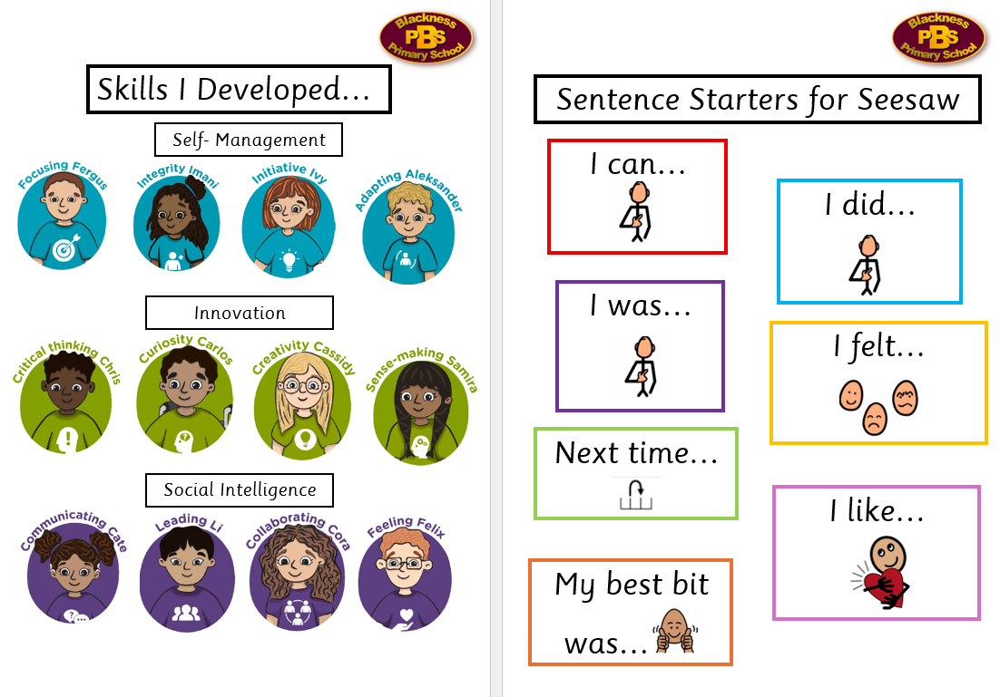 Blackness
PBS
Primary School
Skills I Developed...
Self- Management
Focusing Fergus
Integrity Imani
Initiative Ivy
Adapting Aleksander
Innovation
Critical thinking Chris
Curiosity Carlos
Creativity Cassidy
Sense-making Samira
Social Intelligence
Communicating Cate
Leading Li
Collaborating Cora
Feeling Felix
Blackness
PBS
Primary School
Sentence Starters for Seesaw
I can...
I did...
I was...
I felt...
Next time...
I like...
My best bit
was...